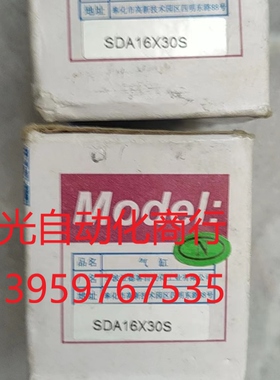 地址 奉化市高新技术园区四明东路88号
SDA16X30S
Model:
品名 气缸
光自动化商行
3959767535
SDA16X30S